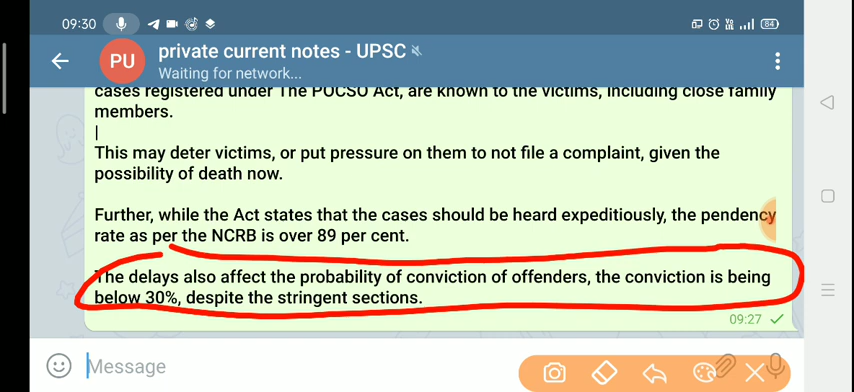 09:30
84
PU
private current notes - UPSC
Waiting for network...
cases registered under The POCSO Act, are known to the victims, including close family
members.
|
This may deter victims, or put pressure on them to not file a complaint, given the
possibility of death now.
Further, while the Act states that the cases should be heard expeditiously, the pendency
rate as per the NCRB is over 89 per cent.
The delays also affect the probability of conviction of offenders, the conviction is being
below 30%, despite the stringent sections.
09:27
Message